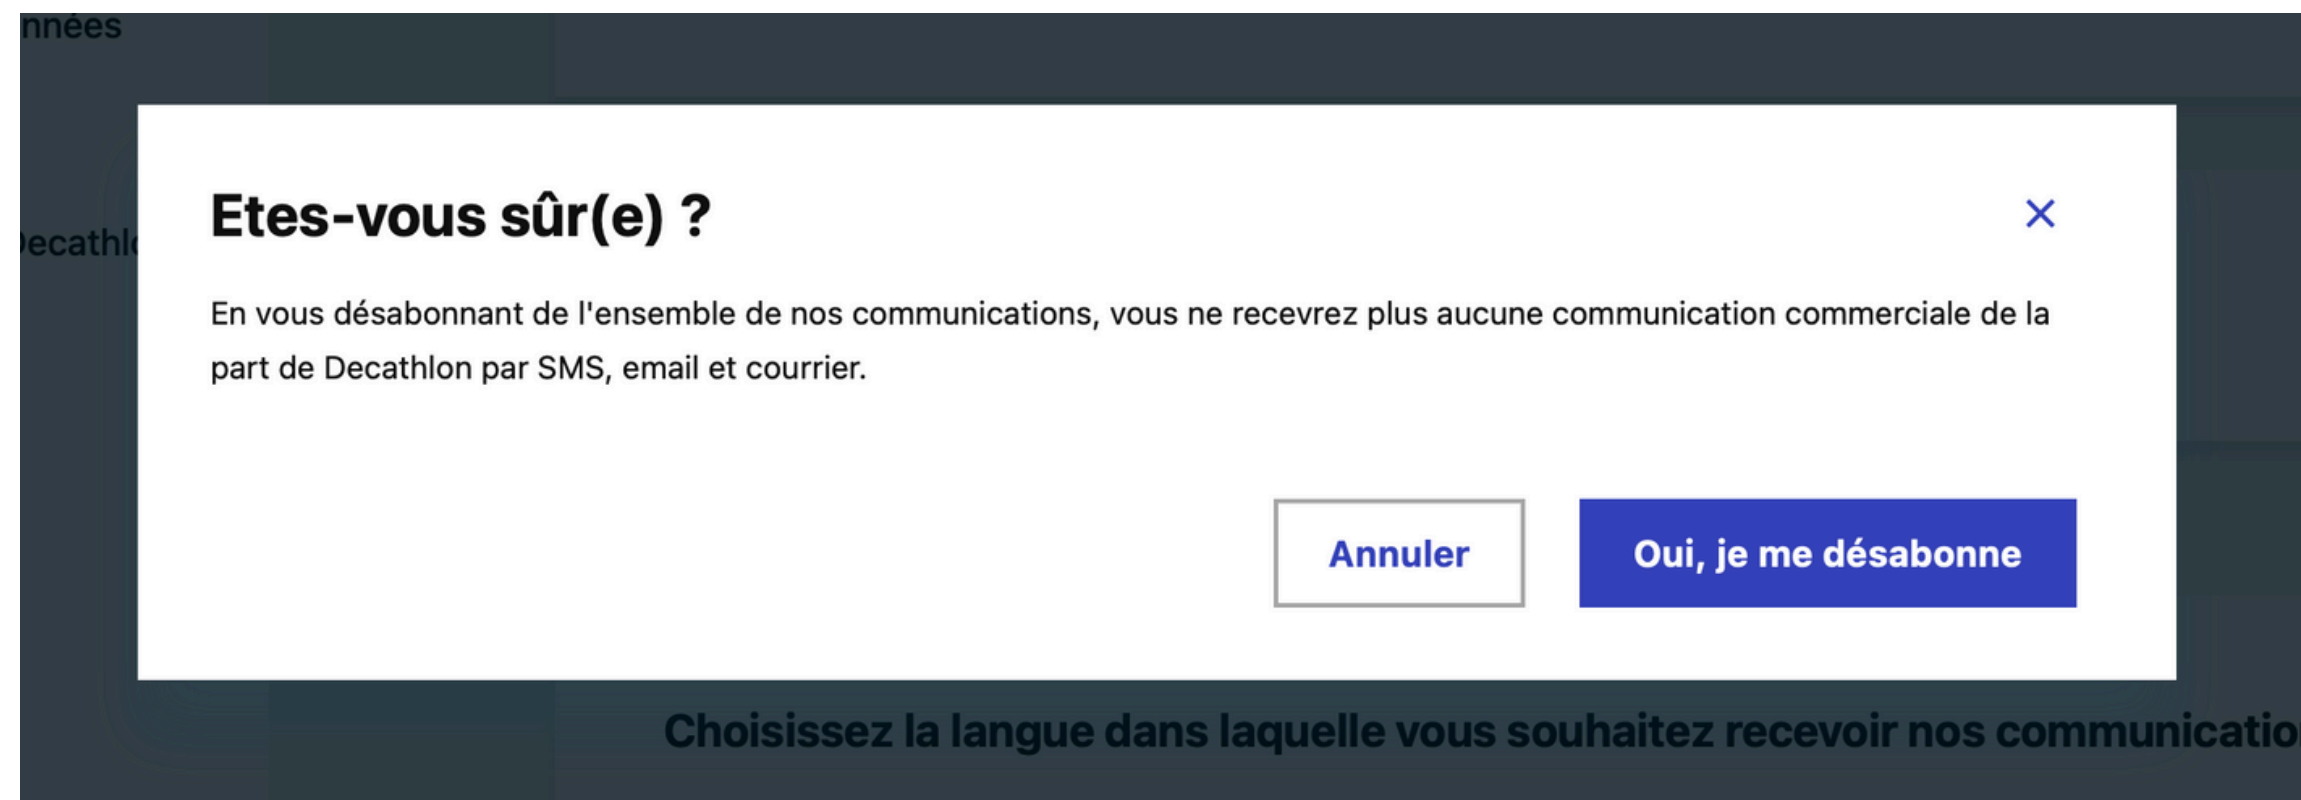 nnées
Etes-vous sûr(e) ?
ecathl
En vous désabonnant de l'ensemble de nos communications, vous ne recevrez plus aucune communication commerciale de la
part de Decathlon par SMS, email et courrier.
Annuler
Oui, je me désabonne
Choisissez la langue dans laquelle vous souhaitez recevoir nos communicatio